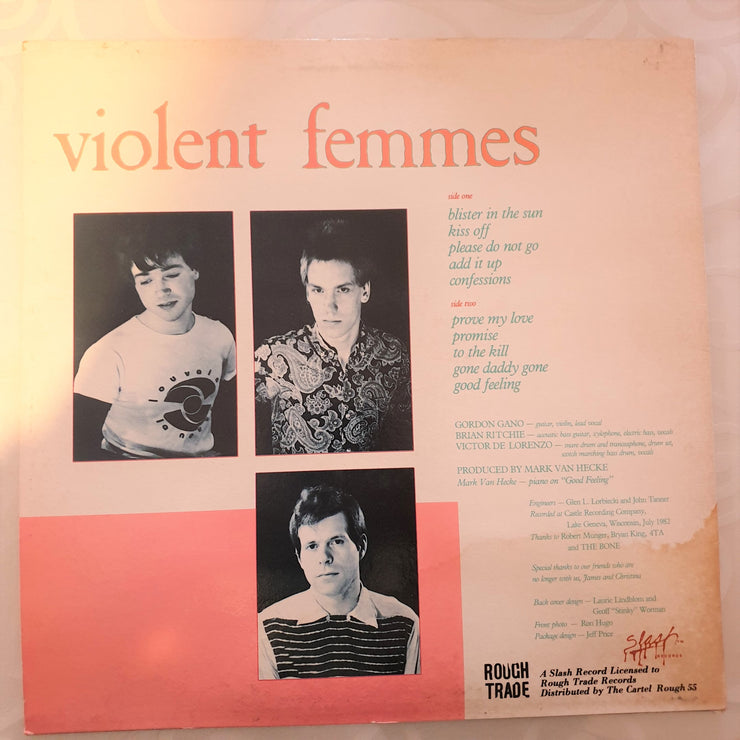 violent femmes
side one
blister in the sun
kiss off
please do not go
add it up
confessions
side two
prove my love
promise
to the kill
gone daddy gone
good feeling
GORDON GANO — guitar, violin, lead vocal
BRIAN RITCHIE — acoustic bass guitar, xylophone, electric bass, vocals
VICTOR DE LORENZO — snare drum and tranceaphone, drum set,
scotch marching bass drum, vocals
PRODUCED BY MARK VAN HECKE
Mark Van Hecke — piano on "Good Feeling"
Engineers — Glen L. Lorbiecki and John Tanner
Recorded at Castle Recording Company,
Lake Geneva, Wisconsin, July 1982
Thanks to Robert Munger, Bryan King, 4TA
and THE BONE
Special thanks to our friends who are
no longer with us, James and Christina
Back cover design — Laurie Lindblom and
Geoff "Stinky" Worman
Front photo — Ron Hugo
Package design — Jeff Price
Slash
RECORDS
ROUGH
TRADE
A Slash Record Licensed to
Rough Trade Records
Distributed by The Cartel Rough 55